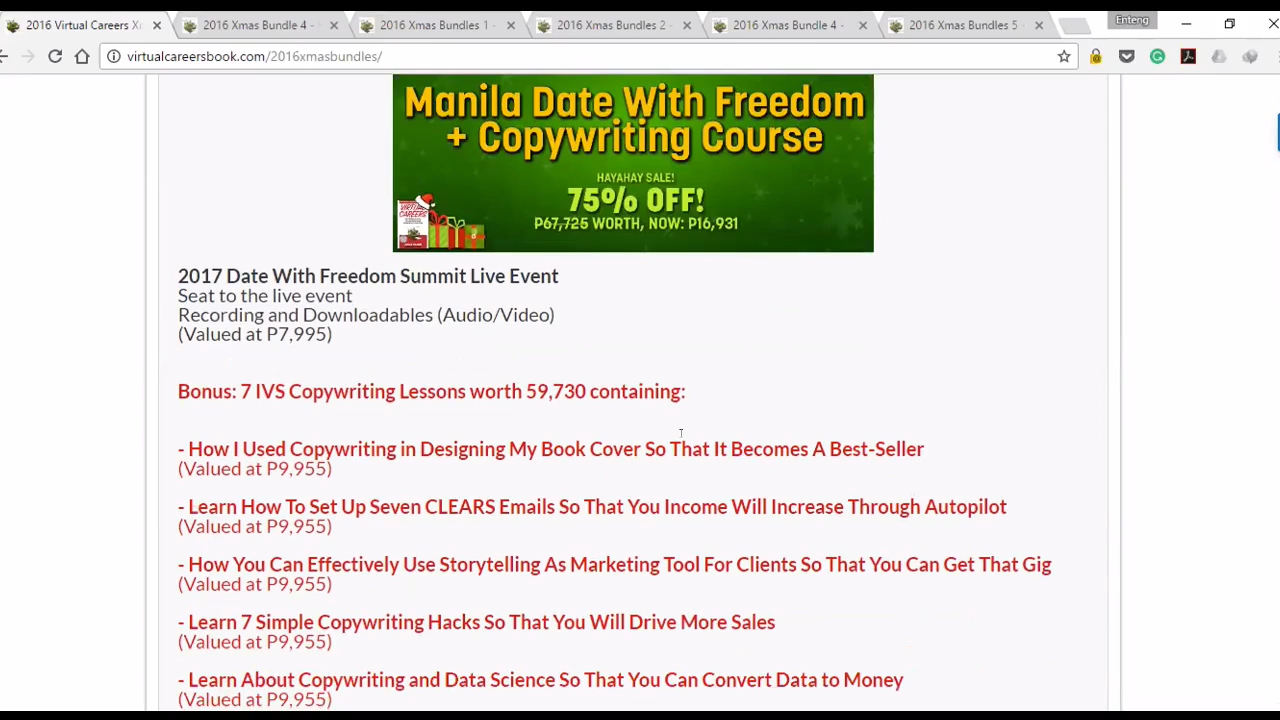 2016 Virtual Careers X
2016 Xmas Bundle 4 -
2016 Xmas Bundles 1 -
2016 Xmas Bundles 2 -
2016 Xmas Bundle 4 -
2016 Xmas Bundles 5
Enteng
virtualcareersbook.com/2016xmasbundles/
Manila Date With Freedom
+ Copywriting Course
HAYAHAY SALE!
75% OFF!
P67,725 WORTH, NOW: P16,931
2017 Date With Freedom Summit Live Event
Seat to the live event
Recording and Downloadables (Audio/Video)
(Valued at P7,995)
Bonus: 7 IVS Copywriting Lessons worth 59,730 containing:
- How I Used Copywriting in Designing My Book Cover So That It Becomes A Best-Seller
(Valued at P9,955)
- Learn How To Set Up Seven CLEARS Emails So That You Income Will Increase Through Autopilot
(Valued at P9,955)
- How You Can Effectively Use Storytelling As Marketing Tool For Clients So That You Can Get That Gig
(Valued at P9,955)
- Learn 7 Simple Copywriting Hacks So That You Will Drive More Sales
(Valued at P9,955)
- Learn About Copywriting and Data Science So That You Can Convert Data to Money
(Valued at P9,955)